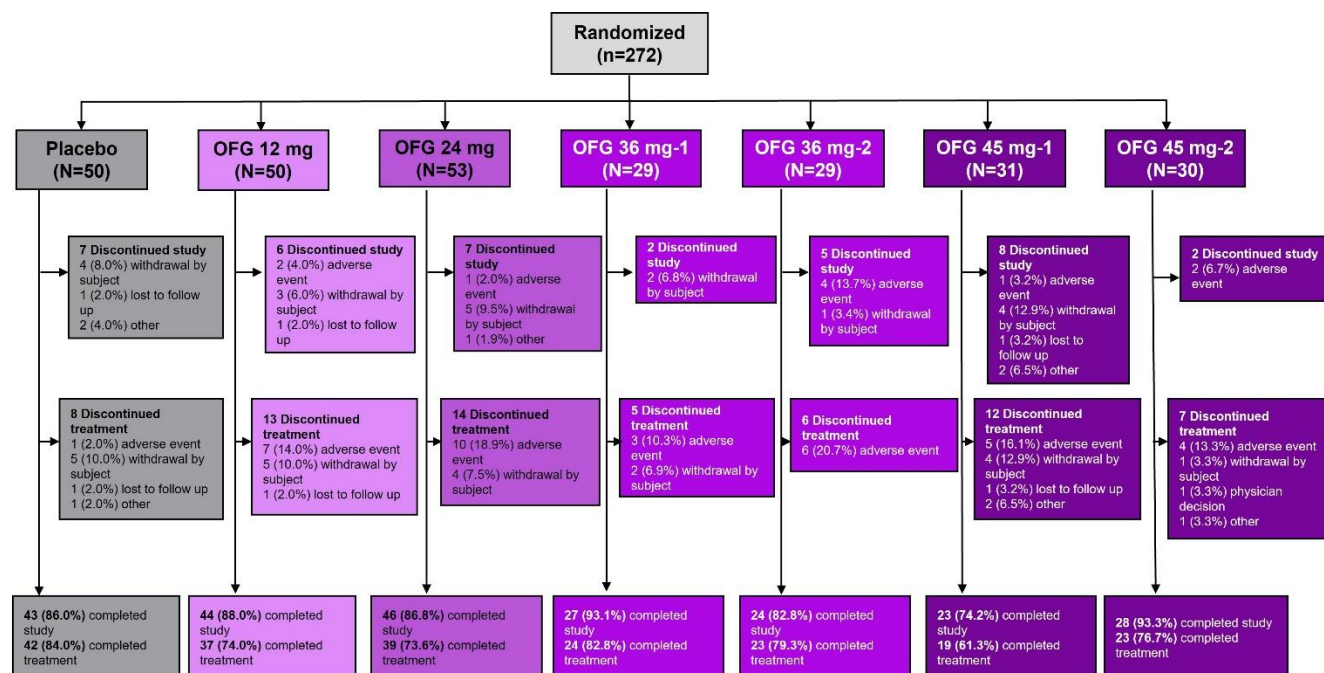 Randomized
(n=272)
Placebo
(N=50)
OFG 12 mg
(N=50)
OFG 24 mg
(N=53)
OFG 36 mg-1
(N=29)
OFG 36 mg-2
(N=29)
OFG 45 mg-1
(N=31)
OFG 45 mg-2
(N=30)
7 Discontinued study
4 (8.0%) withdrawal by
subject
1 (2.0%) lost to follow
up
2 (4.0%) other
6 Discontinued study
2 (4.0%) adverse
event
3 (6.0%) withdrawal by
subject
1 (2.0%) lost to follow
up
7 Discontinued
study
1 (2.0%) adverse
event
5 (9.5%) withdrawal
by subject
1 (1.9%) other
2 Discontinued study
2 (6.8%) withdrawal
by subject
5 Discontinued
study
4 (13.7%) adverse
event
1 (3.4%) withdrawal
by subject
8 Discontinued
study
1 (3.2%) adverse
event
4 (12.9%) withdrawal
by subject
1 (3.2%) lost to
follow up
2 (6.5%) other
2 Discontinued study
2 (6.7%) adverse
event
8 Discontinued
treatment
1 (2.0%) adverse event
5 (10.0%) withdrawal by
subject
1 (2.0%) lost to follow up
1 (2.0%) other
13 Discontinued
treatment
7 (14.0%) adverse event
5 (10.0%) withdrawal by
subject
1 (2.0%) lost to follow up
14 Discontinued
treatment
10 (18.9%) adverse
event
4 (7.5%) withdrawal by
subject
5 Discontinued
treatment
3 (10.3%) adverse
event
2 (6.9%) withdrawal by
subject
6 Discontinued
treatment
6 (20.7%) adverse event
12 Discontinued
treatment
5 (16.1%) adverse event
4 (12.9%) withdrawal by
subject
1 (3.2%) lost to follow up
2 (6.5%) other
7 Discontinued
treatment
4 (13.3%) adverse event
1 (3.3%) withdrawal by
subject
1 (3.3%) physician
decision
1 (3.3%) other
43 (86.0%) completed
study
42 (84.0%) completed
treatment
44 (88.0%) completed
study
37 (74.0%) completed
treatment
46 (86.8%) completed
study
39 (73.6%) completed
treatment
27 (93.1%) completed
study
24 (82.8%) completed
treatment
24 (82.8%) completed
study
23 (79.3%) completed
treatment
23 (74.2%) completed
study
19 (61.3%) completed
treatment
28 (93.3%) completed study
23 (76.7%) completed
treatment